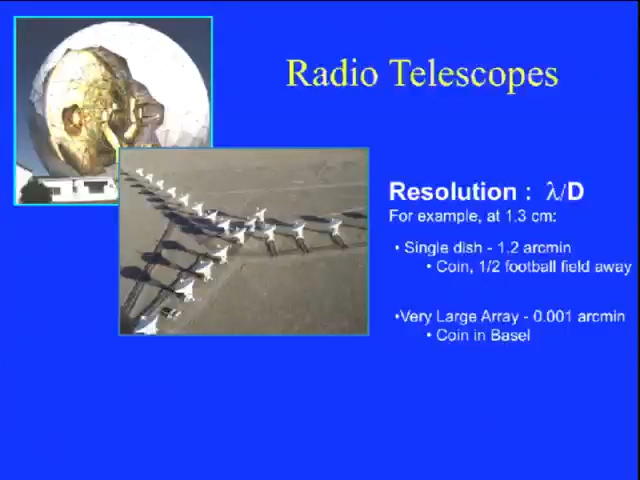 Radio Telescopes
Resolution : λ/D
For example, at 1.3 cm:
• Single dish - 1.2 arcmin
• Coin, 1/2 football field away
•Very Large Array - 0.001 arcmin
• Coin in Basel